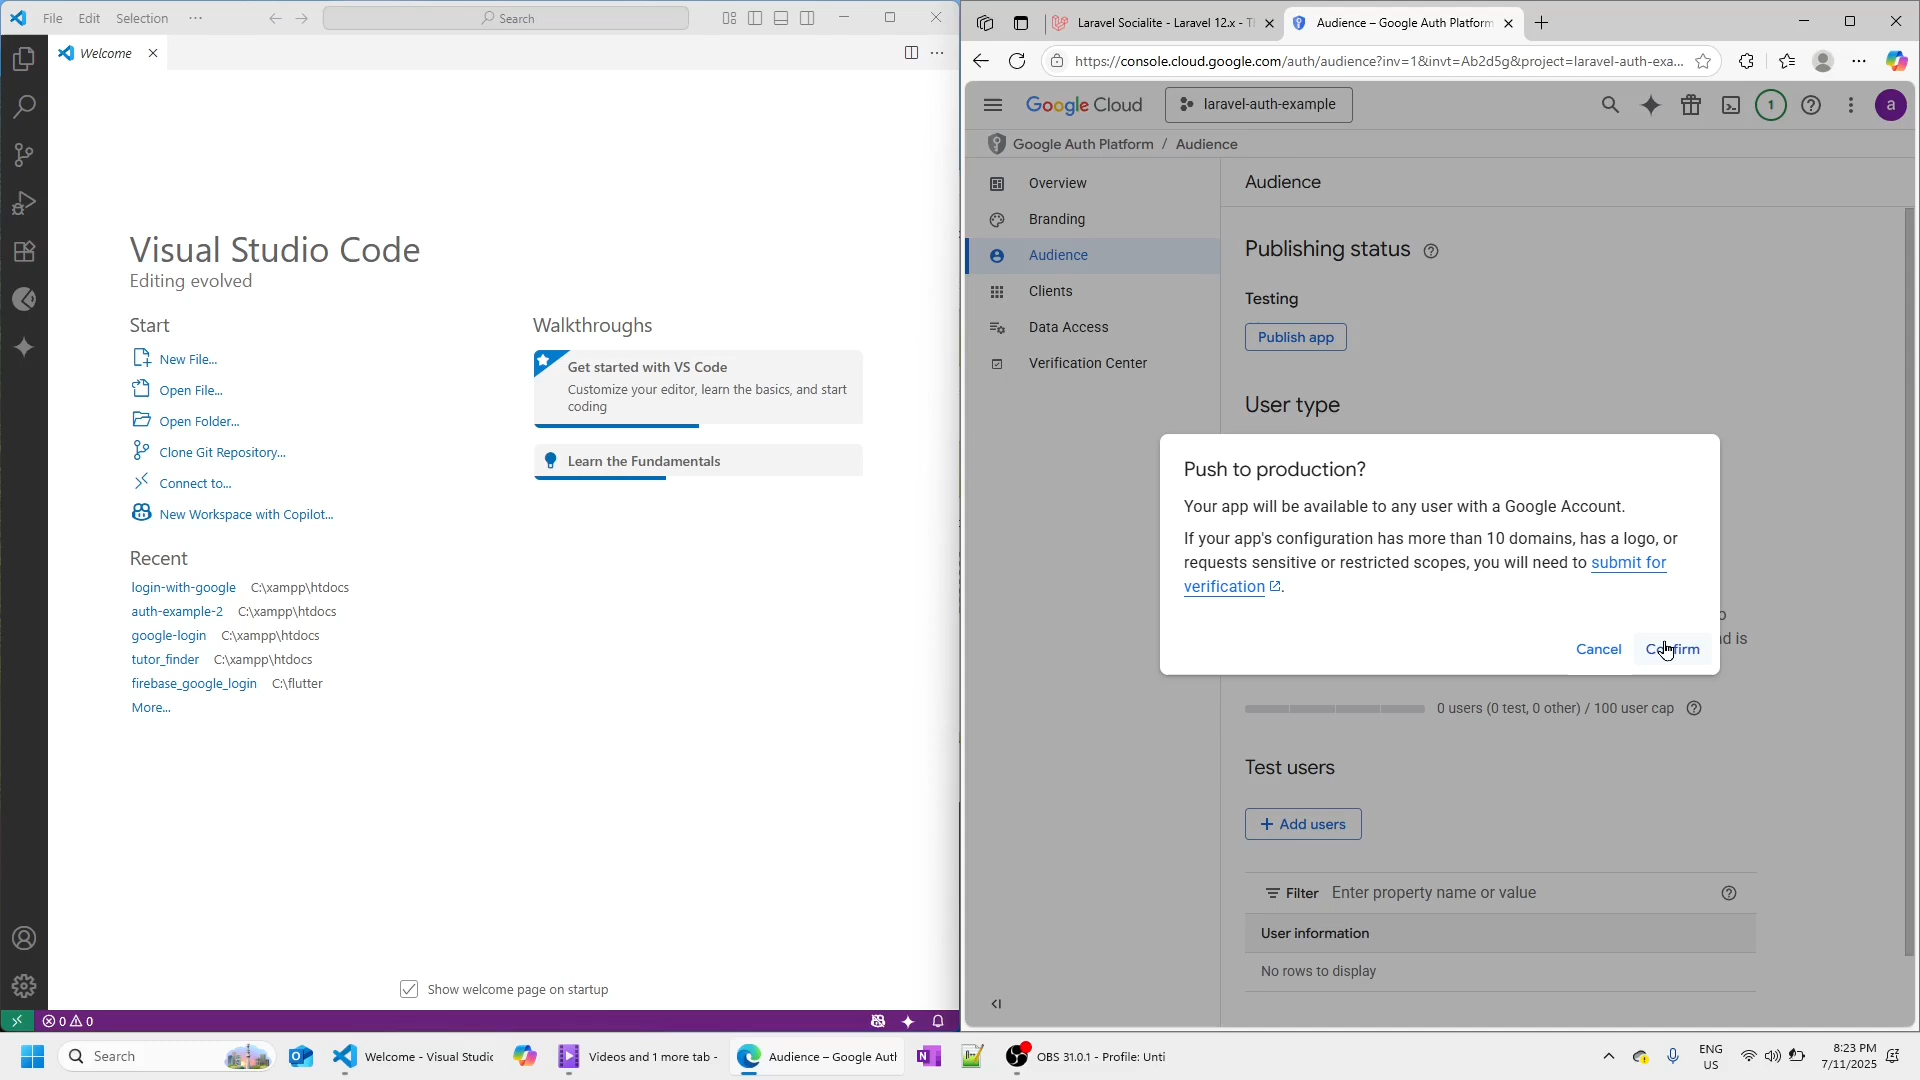 File Edit Selection ···
Search
Welcome
Visual Studio Code
Editing evolved
Start
New File...
Open File...
Open Folder...
Clone Git Repository...
Connect to...
New Workspace with Copilot...
Walkthroughs
Get started with VS Code
Customize your editor, learn the basics, and start
coding
Learn the Fundamentals
Recent
login-with-google C:\xampp\htdocs
auth-example-2 C:\xampp\htdocs
google-login C:\xampp\htdocs
tutor_finder C:\xampp\htdocs
firebase_google_login C:\flutter
More...
Show welcome page on startup
0 0
Laravel Socialite - Laravel 12.x - T
Audience – Google Auth Platform
https://console.cloud.google.com/auth/audience?inv=1&invt=Ab2d5g&project=laravel-auth-exa...
Google Cloud
laravel-auth-example
1
a
Google Auth Platform / Audience
Overview
Branding
Audience
Clients
Data Access
Verification Center
Audience
Publishing status
Testing
Publish app
User type
Push to production?
Your app will be available to any user with a Google Account.
If your app's configuration has more than 10 domains, has a logo, or
requests sensitive or restricted scopes, you will need to submit for
verification.
Cancel Confirm
d is
0 users (0 test, 0 other) / 100 user cap
Test users
+ Add users
Filter Enter property name or value
User information
No rows to display
Search
Welcome - Visual Studic
Videos and 1 more tab -
Audience – Google Auth
OBS 31.0.1 - Profile: Unti
ENG
US
8:23 PM
7/11/2025